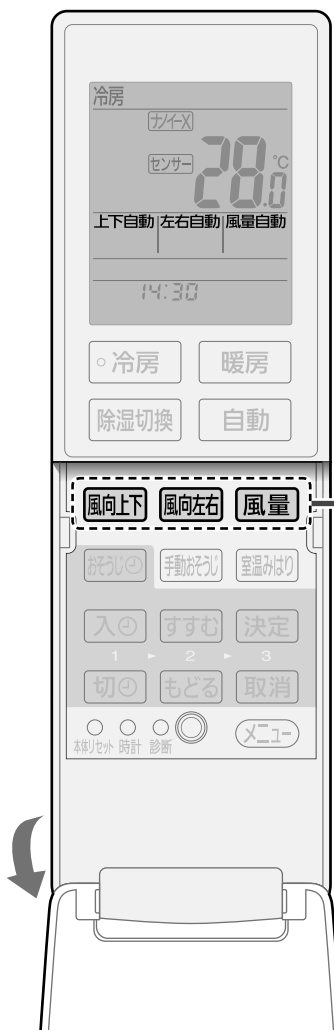 冷房
ナノイーX
センサー 28.0℃
上下自動 左右自動 風量自動
14:30
冷房 暖房
除湿切換 自動
風向上下 風向左右 風量
おそうじ 手動おそうじ 室温みはり
入 すすむ 決定
1 ► 2 ► 3
切 もどる 取消
本体リセット 時計 診断 メニュー